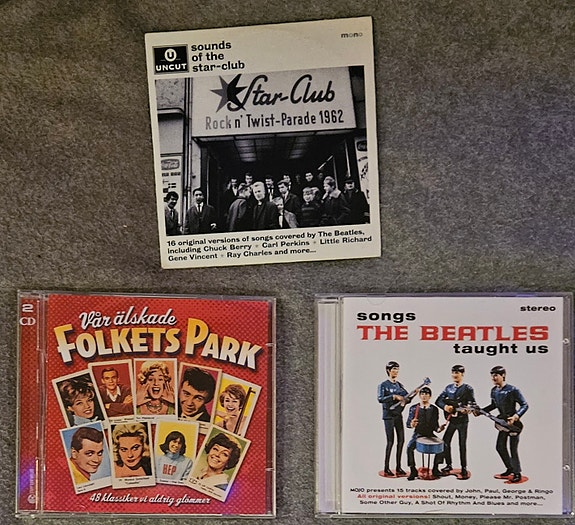 mono
U
UNCUT
sounds
of the
star-club
Star-Club
Rock n' Twist-Parade 1962
16 original versions of songs covered by The Beatles,
including Chuck Berry Carl Perkins Little Richard
Gene Vincent Ray Charles and more...
2
CD
Vår älskade
FOLKETS PARK
HEP
48 klassiker vi aldrig glömmer
stereo
songs
THE BEATLES
taught us
MOJO presents 15 tracks covered by John, Paul, George & Ringo
All original versions! Shout, Money, Please Mr. Postman,
Some Other Guy, A Shot Of Rhythm And Blues and more...